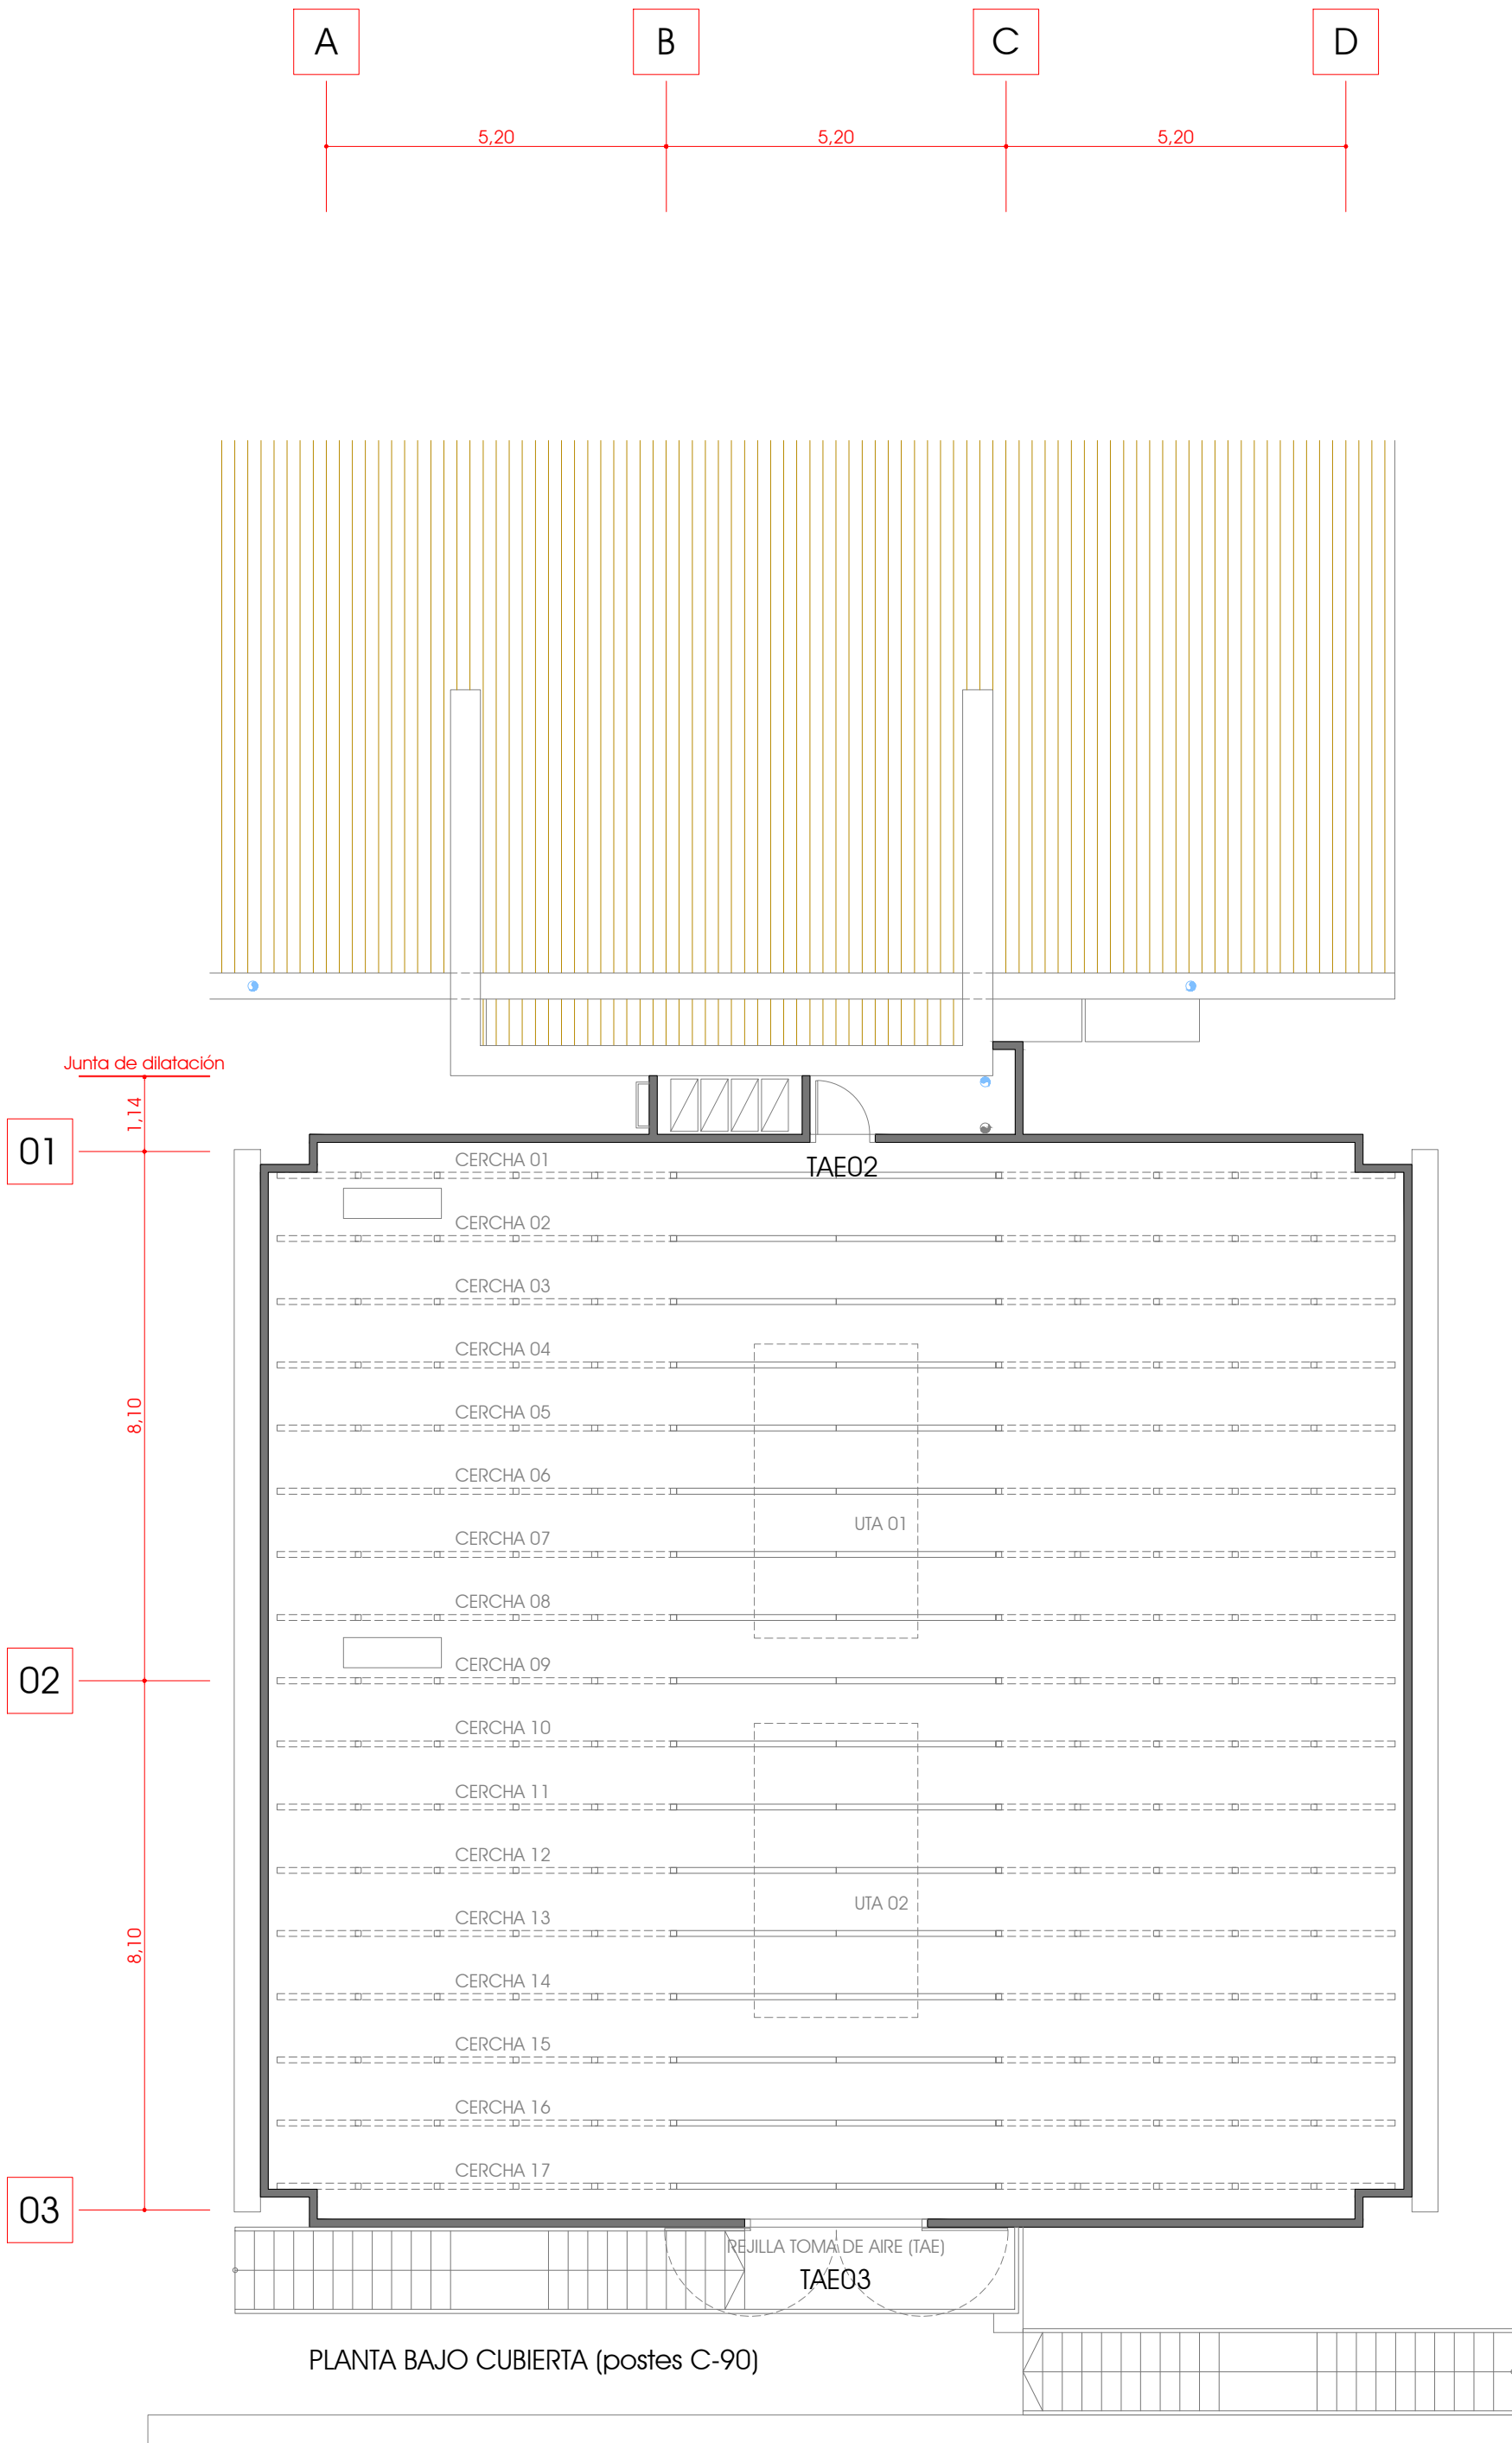 A
B
C
D
5,20
5,20
5,20
Junta de dilatación
1,14
01
CERCHA 01
TAE02
CERCHA 02
CERCHA 03
CERCHA 04
8,10
CERCHA 05
CERCHA 06
UTA 01
CERCHA 07
CERCHA 08
02
CERCHA 09
CERCHA 10
CERCHA 11
CERCHA 12
UTA 02
CERCHA 13
8,10
CERCHA 14
CERCHA 15
CERCHA 16
CERCHA 17
03
REJILLA TOMA DE AIRE (TAE)
TAE03
PLANTA BAJO CUBIERTA (postes C-90)